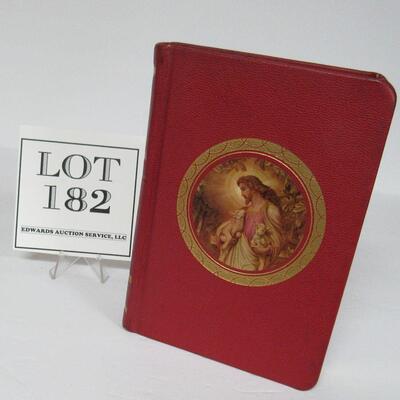 LOT
182
EDWARDS AUCTION SERVICE, LLC